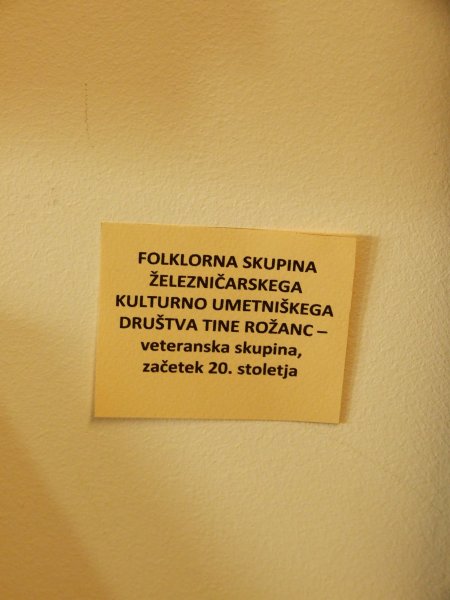 FOLKLORNA SKUPINA
ŽELEZNIČARSKEGA
KULTURNO UMETNIŠKEGA
DRUŠTVA TINE ROŽANC –
veteranska skupina,
začetek 20. stoletja